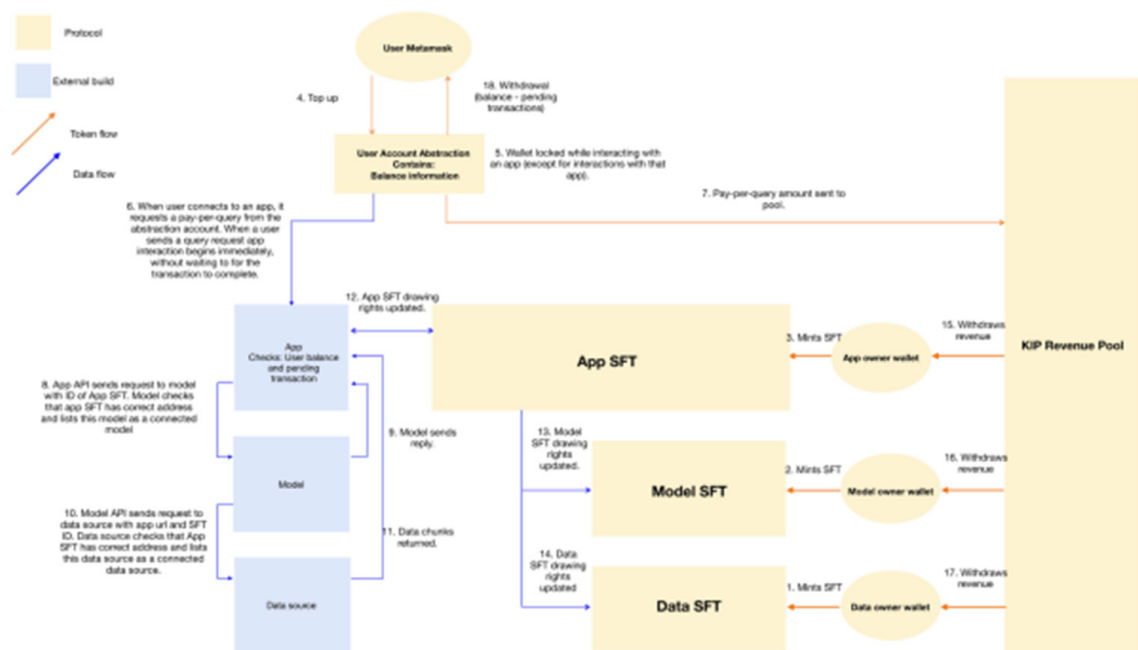 Protocol
External build
Token flow
Data flow
User Metamask
4. Top up
18. Withdrawal
(balance - pending
transactions)
User Account Abstraction
Contains:
Balance information
5. Wallet locked while interacting with
an app (except for interactions with that
app).
7. Pay-per-query amount sent to
pool.
6. When user connects to an app, it
requests a pay-per-query from the
abstraction account. When a user
sends a query request app
interaction begins immediately,
without waiting to for the
transaction to complete.
12. App SFT drawing
rights updated.
App
Checks: User balance
and pending
transaction
App SFT
3. Mints SFT
App owner wallet
15. Withdraws
revenue
KIP Revenue Pool
8. App API sends request to model
with ID of App SFT. Model checks
that app SFT has correct address
and lists this model as a connected
model
9. Model sends
reply.
13. Model
SFT drawing
rights
updated.
Model
Model SFT
2. Mints SFT
Model owner wallet
16. Withdraws
revenue
10. Model API sends request to
data source with app url and SFT
ID. Data source checks that App
SFT has correct address and lists
this data source as a connected
data source.
11. Data chunks
returned.
14. Data
SFT drawing
rights
updated
Data source
Data SFT
1. Mints SFT
Data owner wallet
17. Withdraws
revenue